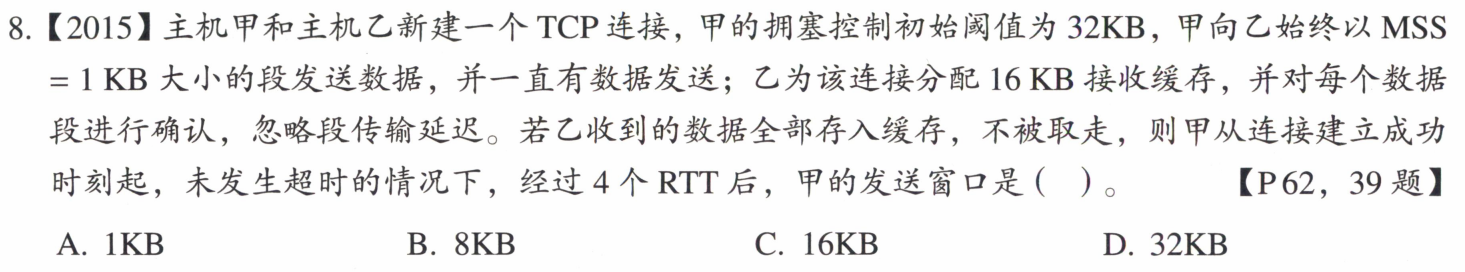 8.【2015】主机甲和主机乙新建一个 TCP 连接，甲的拥塞控制初始阈值为 32KB，甲向乙始终以 MSS
= 1 KB 大小的段发送数据，并一直有数据发送；乙为该连接分配 16 KB 接收缓存，并对每个数据
段进行确认，忽略段传输延迟。若乙收到的数据全部存入缓存，不被取走，则甲从连接建立成功
时刻起，未发生超时的情况下，经过 4 个 RTT 后，甲的发送窗口是（ ）。 【P62，39 题】
A. 1KB B. 8KB C. 16KB D. 32KB